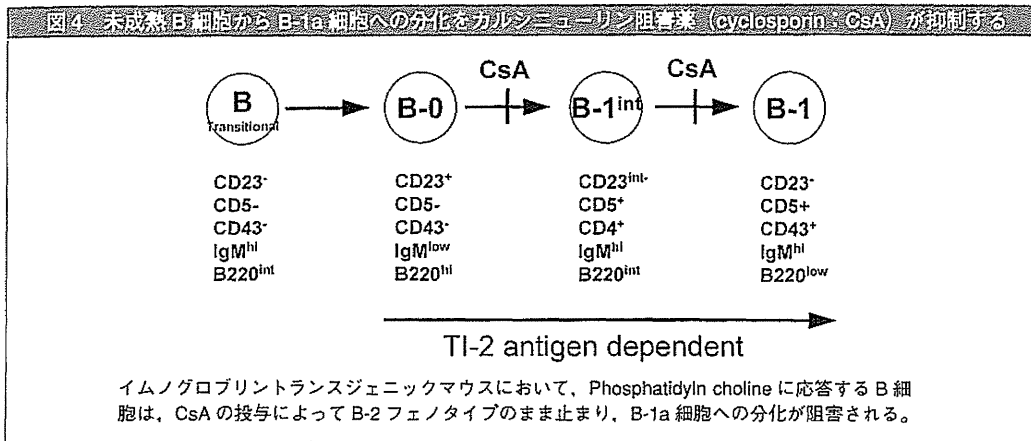 図4 未成熟B細胞からB-1a細胞への分化をカルシニューリン阻害薬（cyclosporin：CsA）が抑制する
CsA CsA
B B-0 B-1int B-1
Transitional
CD23- CD23+ CD23int- CD23-
CD5- CD5- CD5+ CD5+
CD43- CD43- CD4+ CD43+
IgMhi IgMlow IgMhi IgMhi
B220int B220hi B220int B220low
TI-2 antigen dependent
イムノグロブリントランスジェニックマウスにおいて，Phosphatidyln cholineに応答するB細
胞は，CsAの投与によってB-2フェノタイプのまま止まり，B-1a細胞への分化が阻害される。